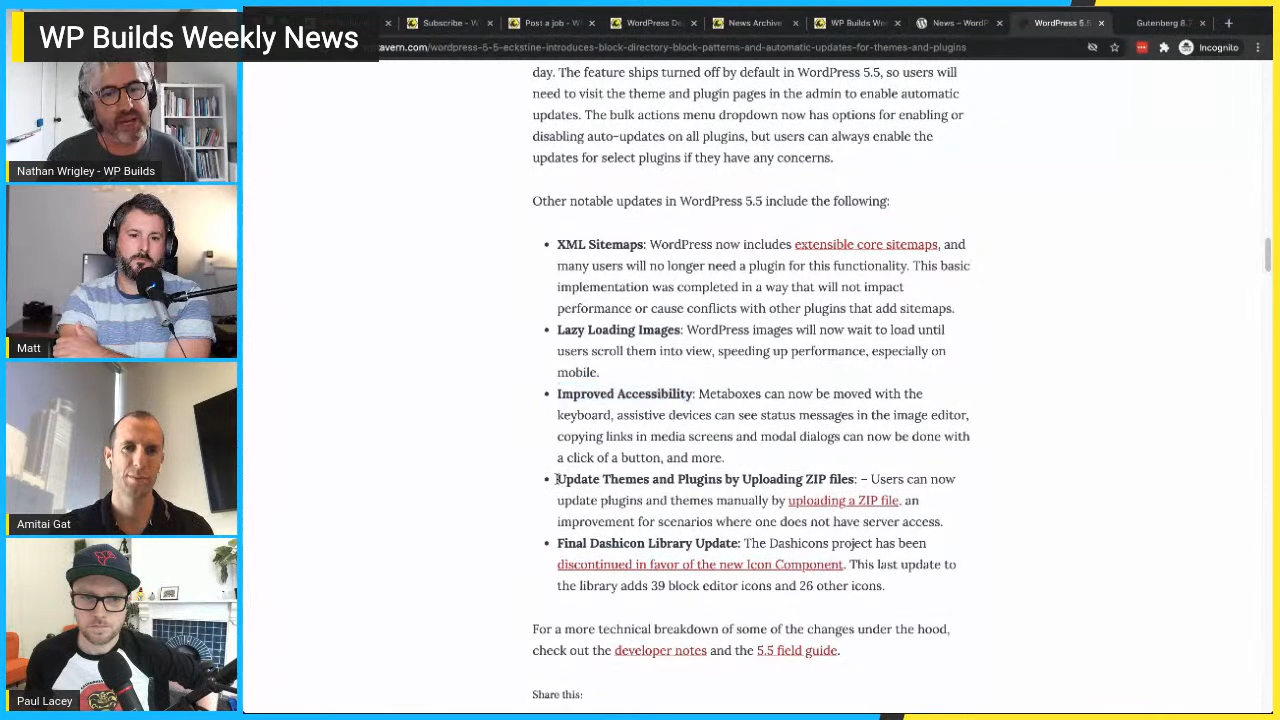 WP Builds Weekly News
Subscribe - W
Post a job - W
WordPress De
News Archive
WP Builds We
News – WordP
WordPress 5.5
Gutenberg 8.7
tavern.com/wordpress-5-5-eckstine-introduces-block-directory-block-patterns-and-automatic-updates-for-themes-and-plugins
Incognito
day. The feature ships turned off by default in WordPress 5.5, so users will
need to visit the theme and plugin pages in the admin to enable automatic
updates. The bulk actions menu dropdown now has options for enabling or
disabling auto-updates on all plugins, but users can always enable the
updates for select plugins if they have any concerns.
Other notable updates in WordPress 5.5 include the following:
• XML Sitemaps: WordPress now includes extensible core sitemaps, and
many users will no longer need a plugin for this functionality. This basic
implementation was completed in a way that will not impact
performance or cause conflicts with other plugins that add sitemaps.
• Lazy Loading Images: WordPress images will now wait to load until
users scroll them into view, speeding up performance, especially on
mobile.
• Improved Accessibility: Metaboxes can now be moved with the
keyboard, assistive devices can see status messages in the image editor,
copying links in media screens and modal dialogs can now be done with
a click of a button, and more.
• Update Themes and Plugins by Uploading ZIP files: – Users can now
update plugins and themes manually by uploading a ZIP file. an
improvement for scenarios where one does not have server access.
• Final Dashicon Library Update: The Dashicons project has been
discontinued in favor of the new Icon Component. This last update to
the library adds 39 block editor icons and 26 other icons.
For a more technical breakdown of some of the changes under the hood,
check out the developer notes and the 5.5 field guide.
Share this:
Nathan Wrigley - WP Builds
Matt
Amitai Gat
Paul Lacey